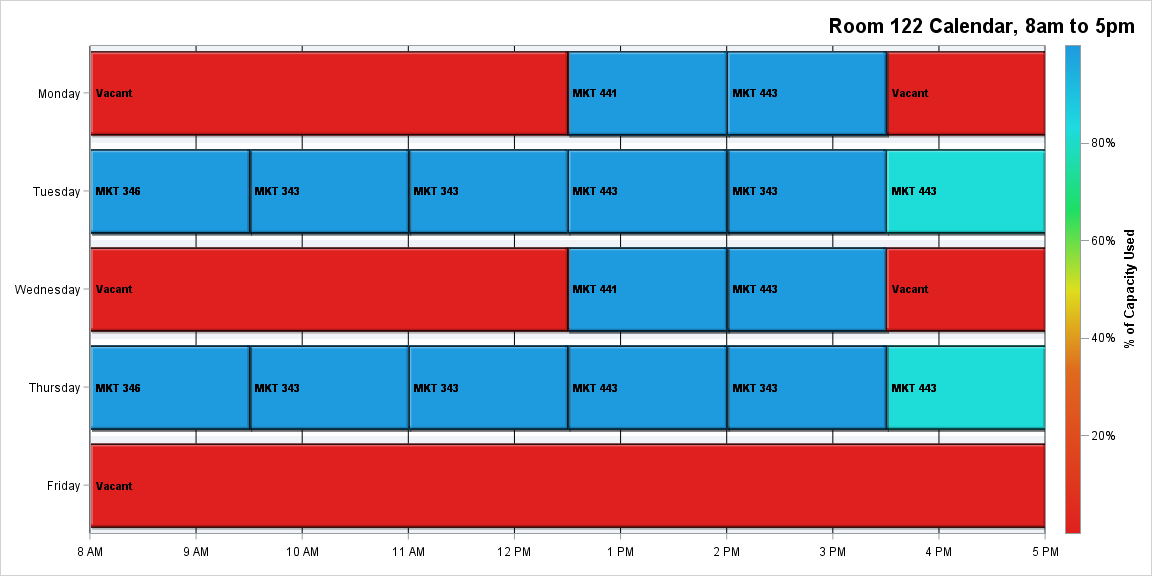 Room 122 Calendar, 8am to 5pm
Monday
Vacant
MKT 441
MKT 443
Vacant
80%
Tuesday
MKT 346
MKT 343
MKT 343
MKT 443
MKT 343
MKT 443
60%
Wednesday
Vacant
MKT 441
MKT 443
Vacant
% of Capacity Used
40%
Thursday
MKT 346
MKT 343
MKT 343
MKT 443
MKT 343
MKT 443
20%
Friday
Vacant
8 AM
9 AM
10 AM
11 AM
12 PM
1 PM
2 PM
3 PM
4 PM
5 PM